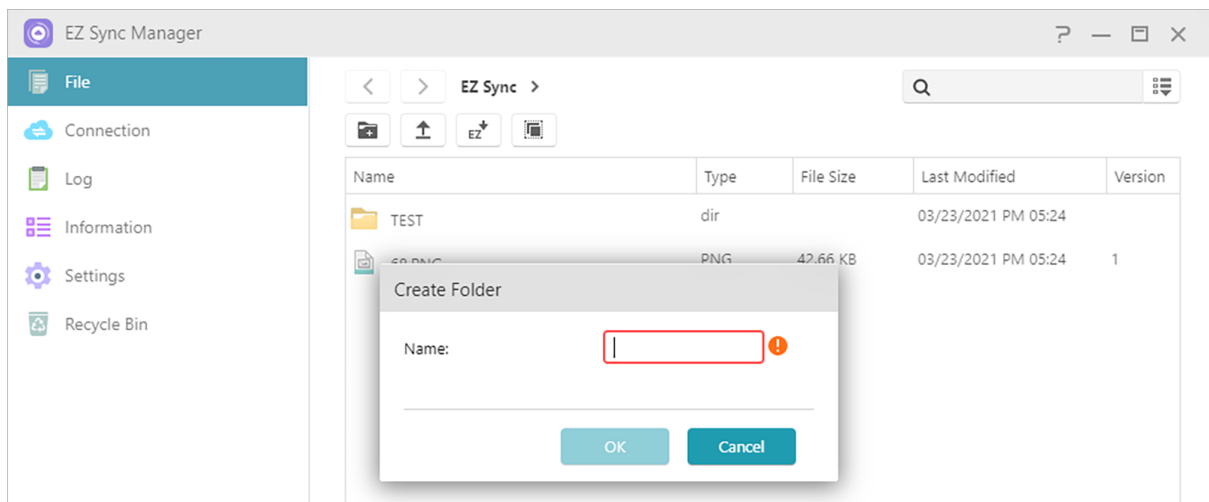 EZ Sync Manager
File
Connection
Log
Information
Settings
Recycle Bin
EZ Sync
EZ
Name Type File Size Last Modified Version
TEST dir 03/23/2021 PM 05:24
68.PNG PNG 42.66 KB 03/23/2021 PM 05:24 1
Create Folder
Name:
OK Cancel